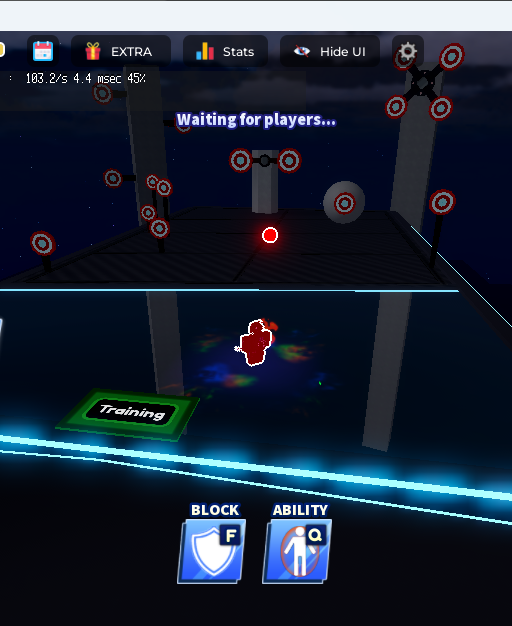 EXTRA
Stats
Hide UI
: 103.2/s 4.4 msec 45%
Waiting for players...
Training
BLOCK
ABILITY
F
Q